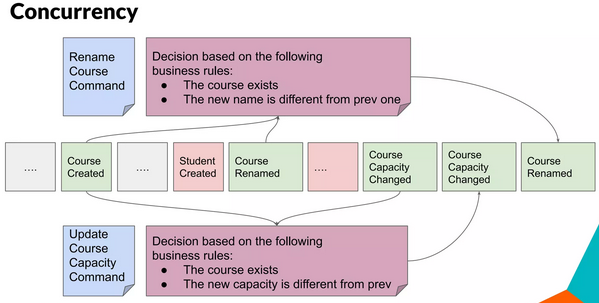 Concurrency
Rename
Course
Command
Decision based on the following
business rules:
● The course exists
● The new name is different from prev one
....
Course
Created
....
Student
Created
Course
Renamed
....
Course
Capacity
Changed
Course
Capacity
Changed
Course
Renamed
Update
Course
Capacity
Command
Decision based on the following
business rules:
● The course exists
● The new capacity is different from prev